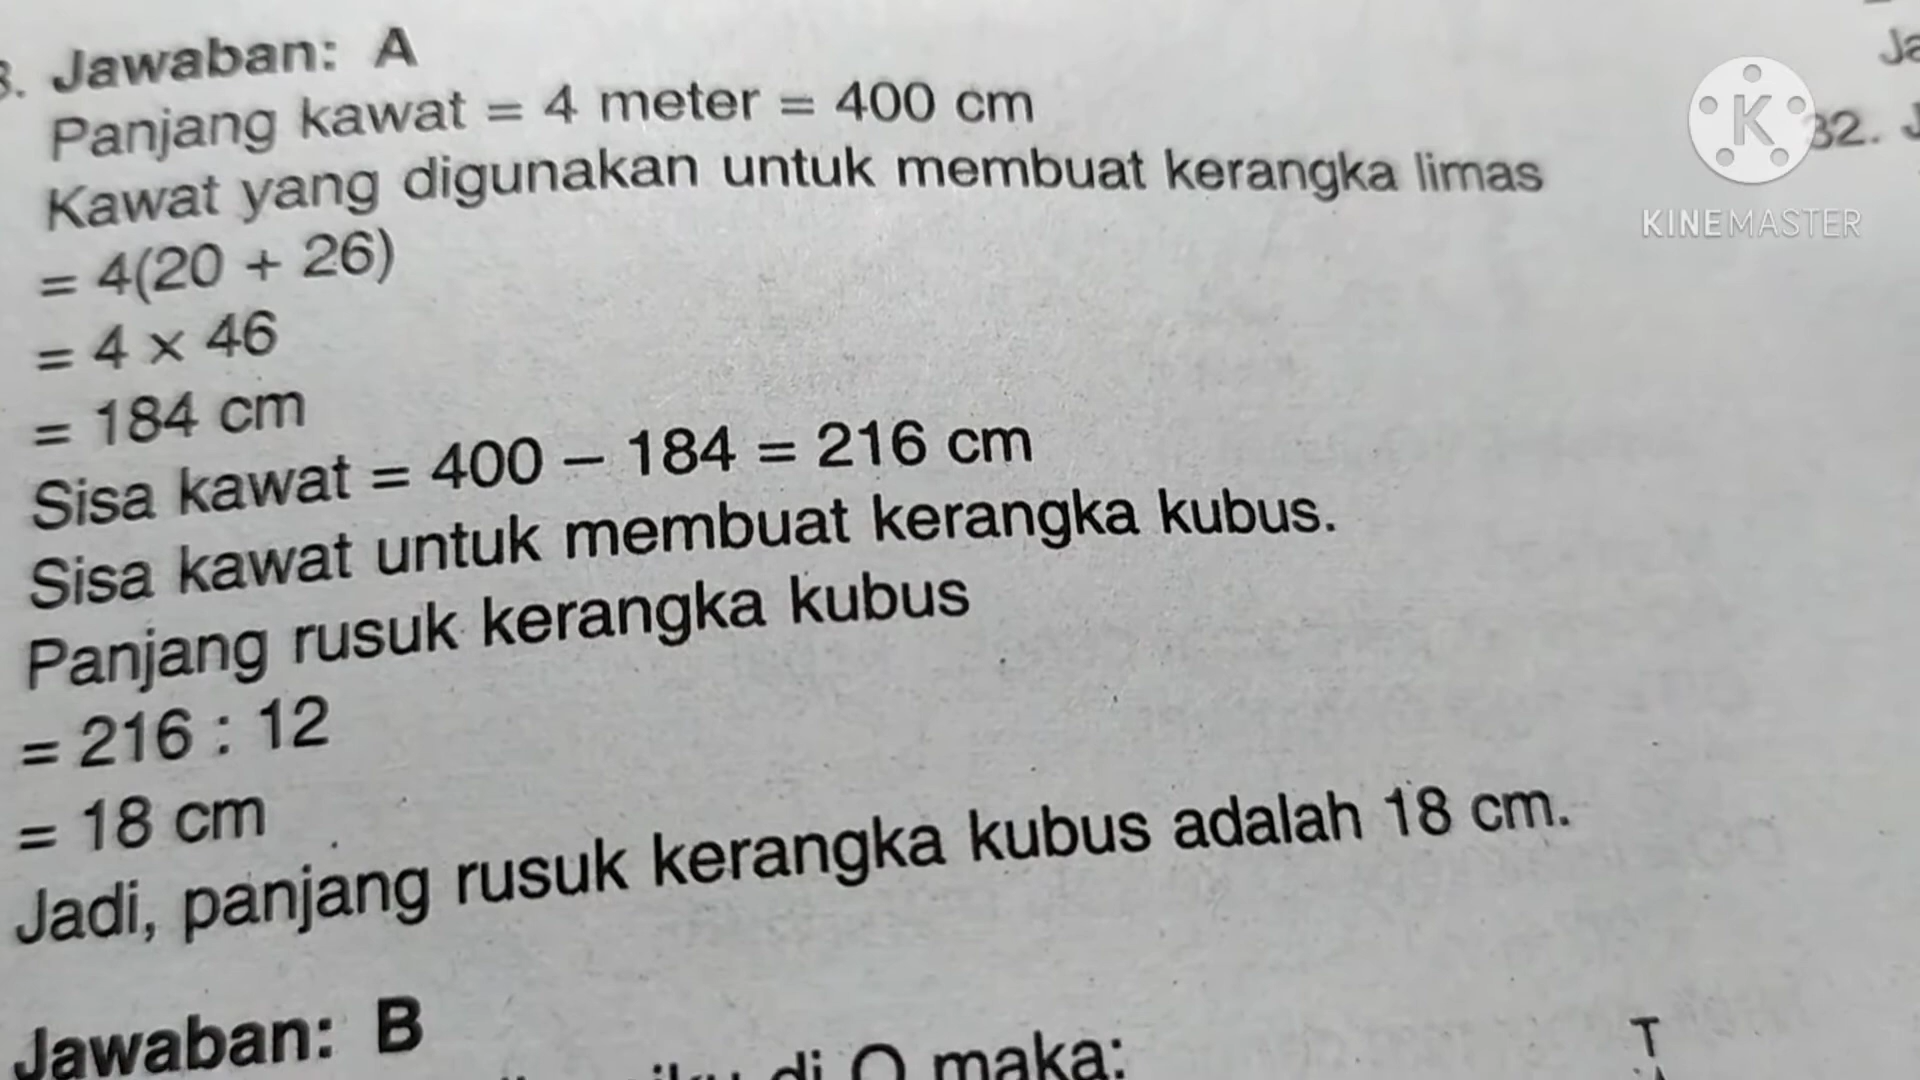 3. Jawaban: A
Panjang kawat = 4 meter = 400 cm
Kawat yang digunakan untuk membuat kerangka limas
= 4(20 + 26)
= 4 × 46
= 184 cm
Sisa kawat = 400 – 184 = 216 cm
Sisa kawat untuk membuat kerangka kubus.
Panjang rusuk kerangka kubus
= 216 : 12
= 18 cm
Jadi, panjang rusuk kerangka kubus adalah 18 cm.
Jawaban: B
di O maka:
T
Ja
32. J
K
KINEMASTER